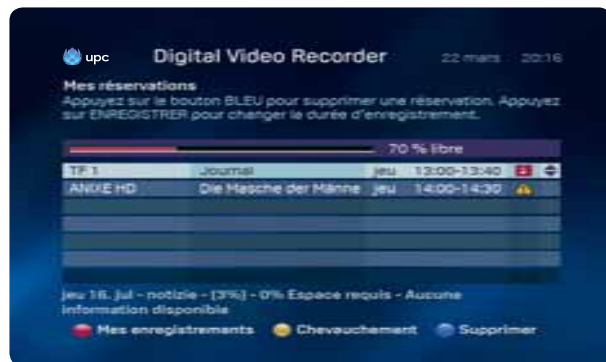 upc Digital Video Recorder 22 mars 20:16
Mes réservations
Appuyez sur le bouton BLEU pour supprimer une réservation. Appuyez
sur ENREGISTRER pour changer la durée d'enregistrement.
70 % libre
TF 1 Journal jeu 13:00-13:40
ANIXE HD Die Masche der Männe jeu 14:00-14:30
jeu 16. jul - notizie - [3%] - 0% Espace requis - Aucune
information disponible
Mes enregistrements Chevauchement Supprimer